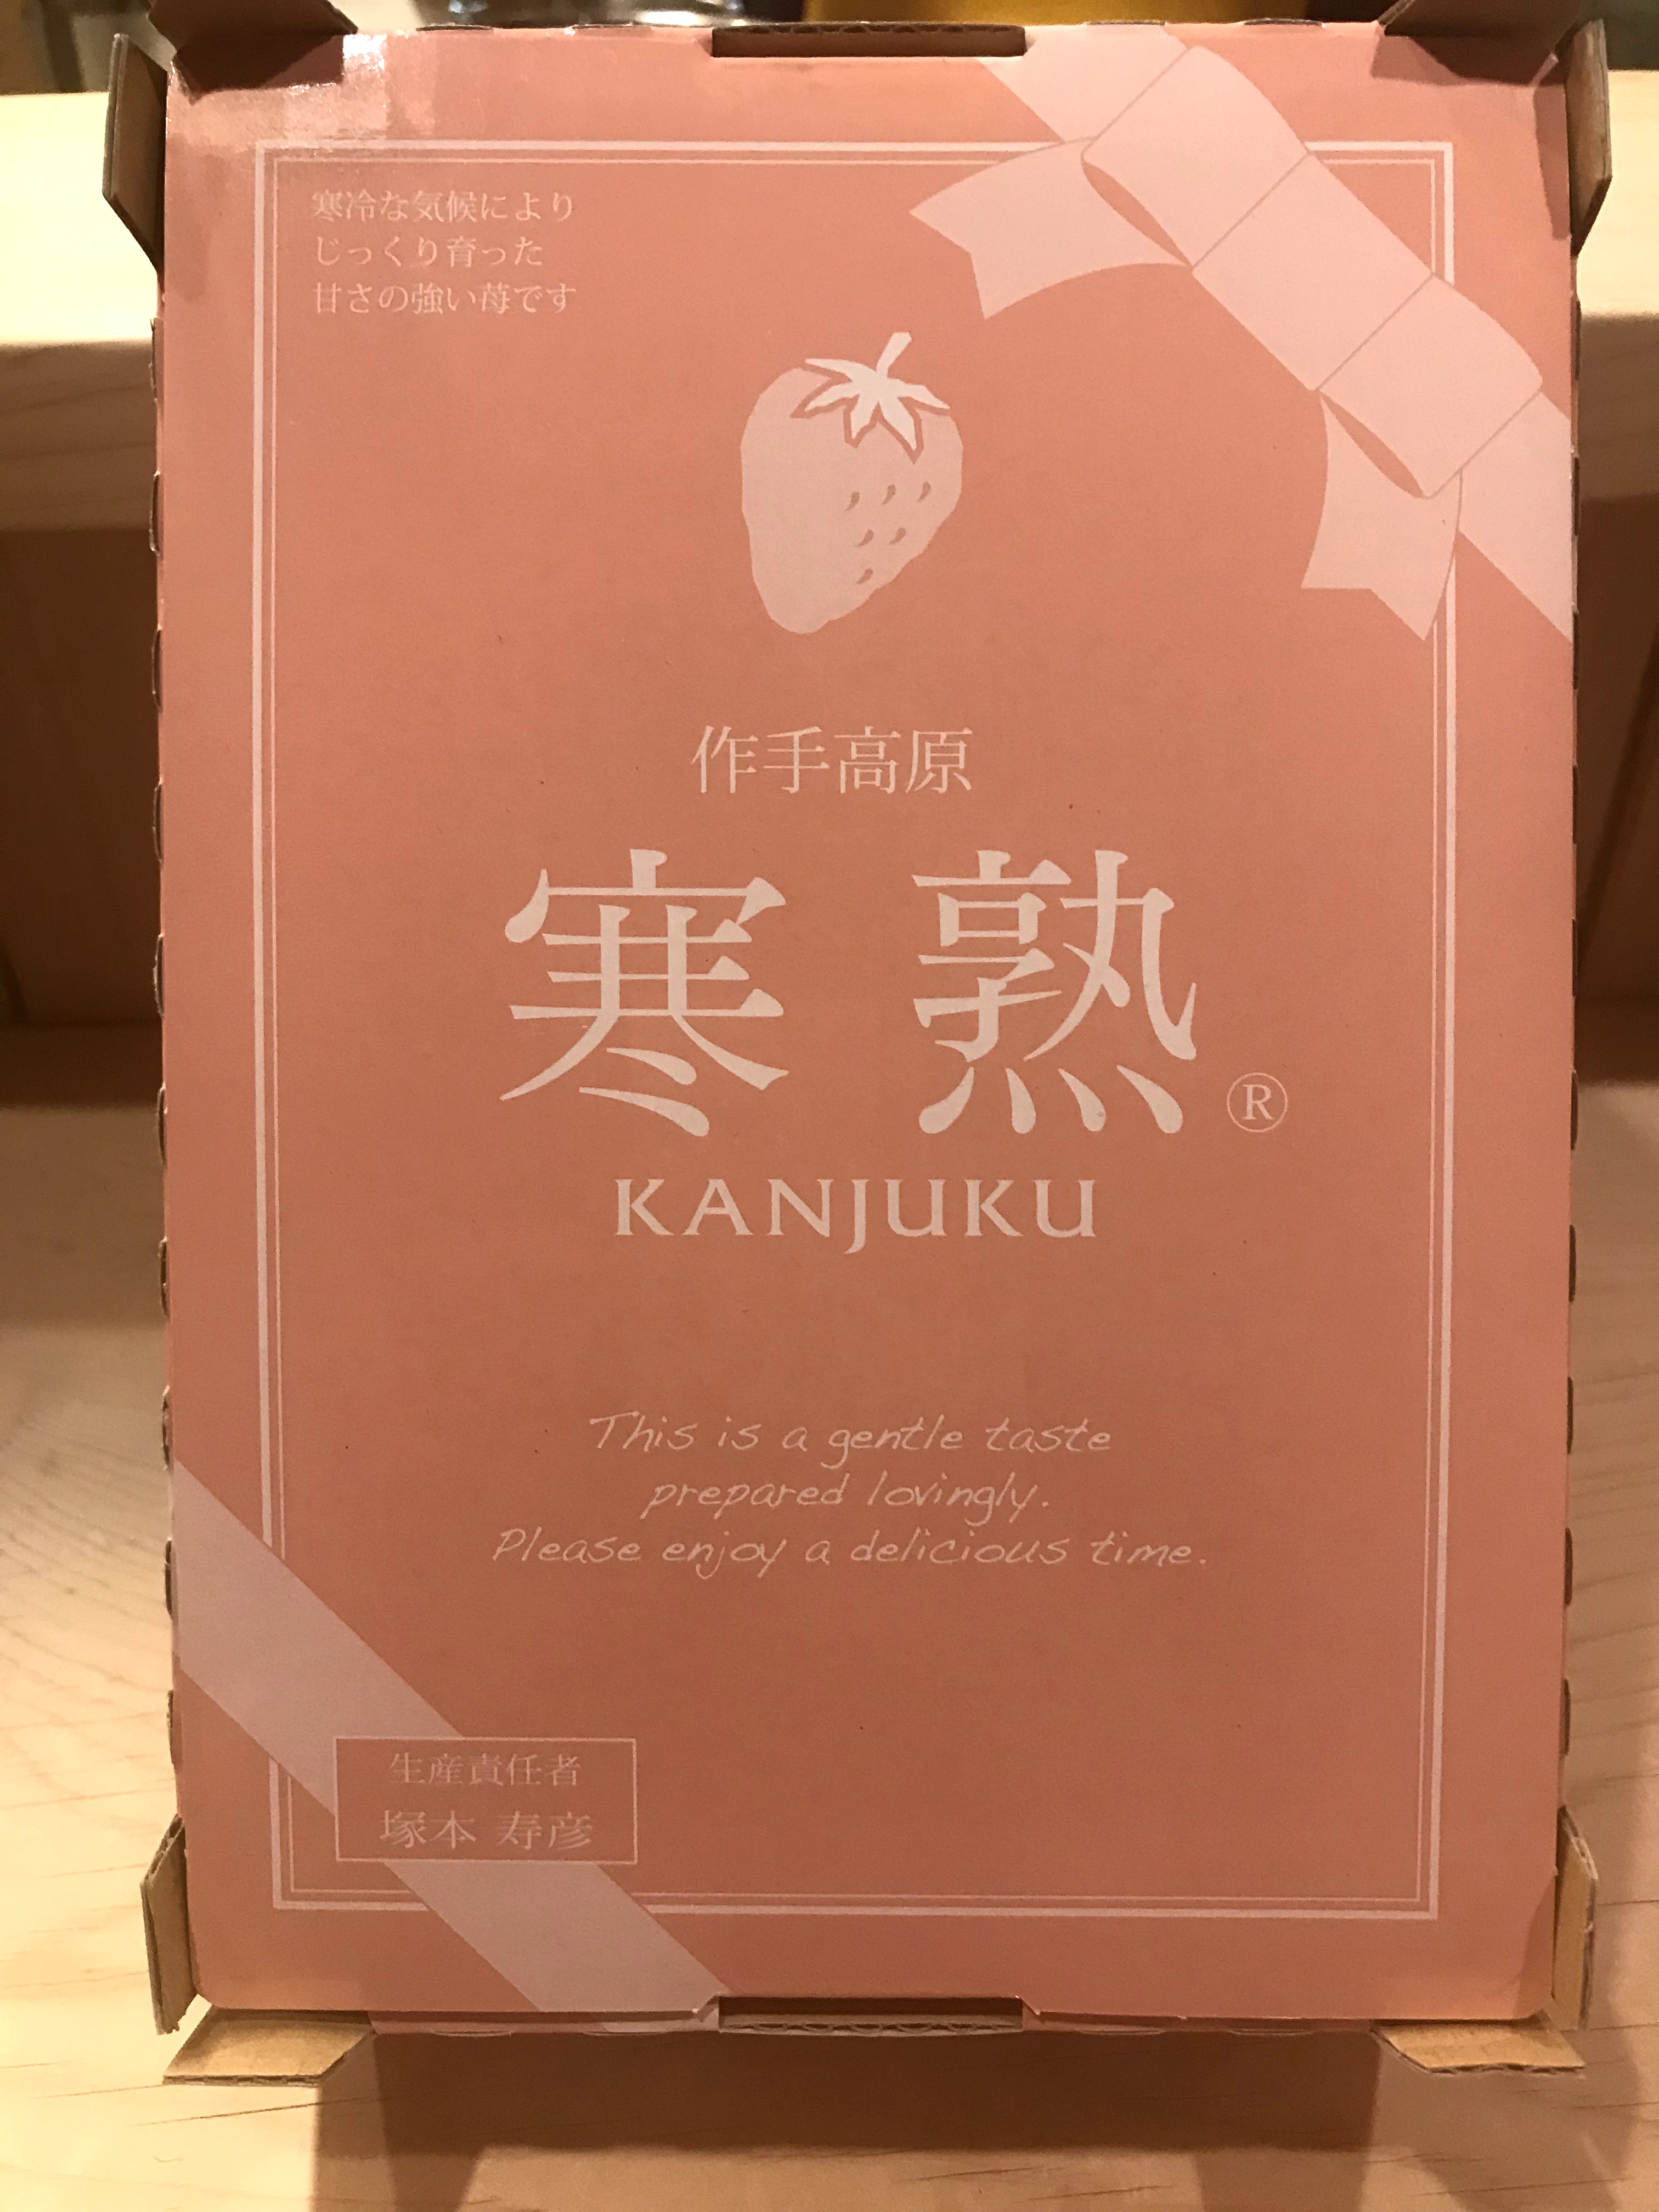 寒冷な気候により
じっくり育った
甘さの強い苺です
作手高原
寒熟®
KANJUKU
This is a gentle taste
prepared lovingly.
Please enjoy a delicious time.
生産責任者
塚本 寿彦